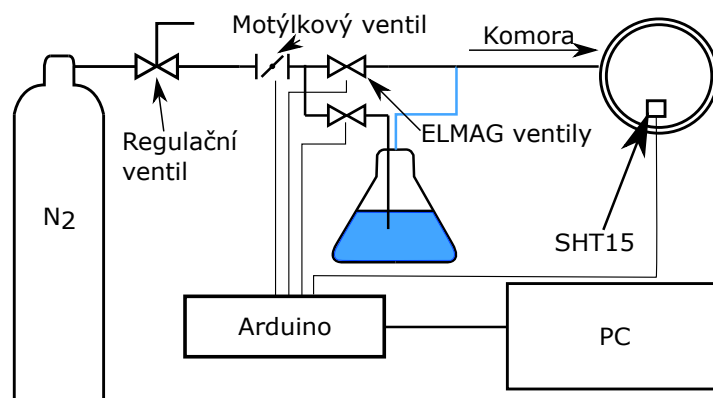 Motýlkový ventil
Komora
Regulační
ventil
ELMAG ventily
N2
SHT15
Arduino
PC